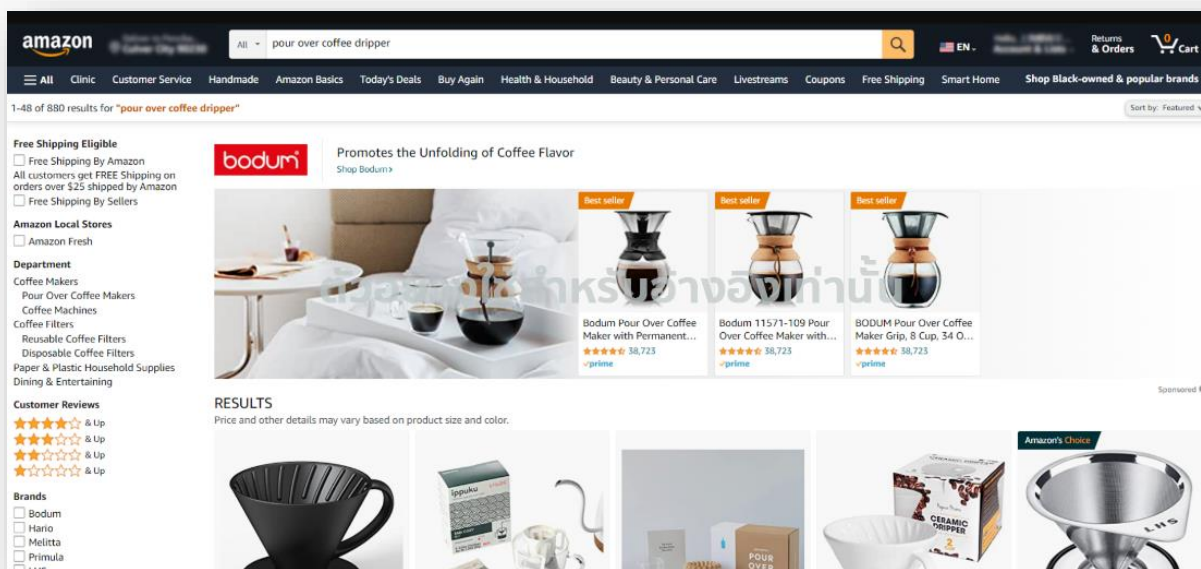 amazon
All
pour over coffee dripper
EN
Returns
& Orders
0
Cart
All Clinic Customer Service Handmade Amazon Basics Today's Deals Buy Again Health & Household Beauty & Personal Care Livestreams Coupons Free Shipping Smart Home Shop Black-owned & popular brands
1-48 of 880 results for "pour over coffee dripper"
Sort by: Featured
Free Shipping Eligible
Free Shipping By Amazon
All customers get FREE Shipping on
orders over $25 shipped by Amazon
Free Shipping By Sellers
Amazon Local Stores
Amazon Fresh
Department
Coffee Makers
Pour Over Coffee Makers
Coffee Machines
Coffee Filters
Reusable Coffee Filters
Disposable Coffee Filters
Paper & Plastic Household Supplies
Dining & Entertaining
Customer Reviews
& Up
& Up
& Up
& Up
Brands
Bodum
Hario
Melitta
Primula
LHS
bodum
Promotes the Unfolding of Coffee Flavor
Shop Bodum›
ตัวอย่างใช้สำหรับอ้างอิงเท่านั้น
Best seller
Bodum Pour Over Coffee
Maker with Permanent...
38,723
prime
Best seller
Bodum 11571-109 Pour
Over Coffee Maker with...
38,723
prime
Best seller
BODUM Pour Over Coffee
Maker Grip, 8 Cup, 34 O...
38,723
prime
Sponsored
RESULTS
Price and other details may vary based on product size and color.
ippuku
POUR
OVER
CERAMIC
DRIPPER
2
Amazon's Choice
LHS